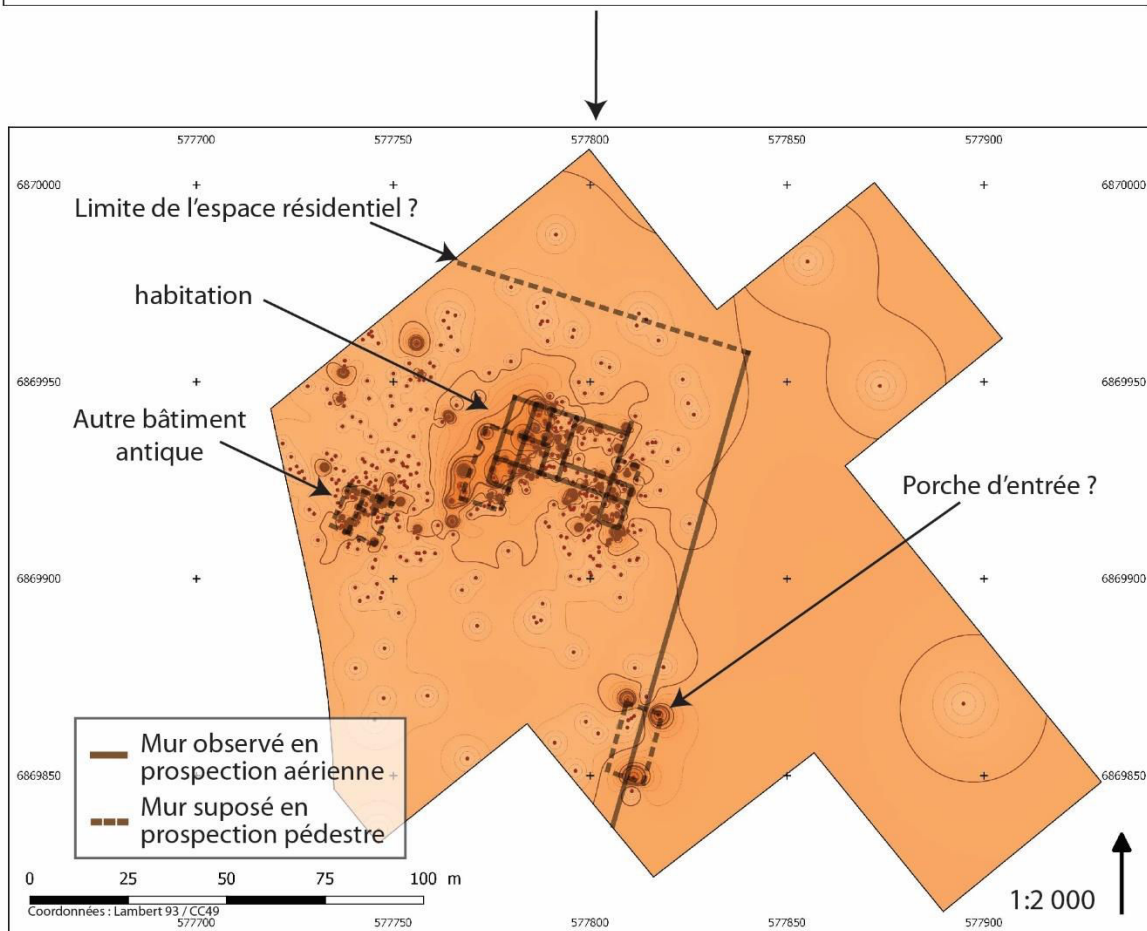 577700 577750 577800 577850 577900
6870000 6870000
Limite de l’espace résidentiel ?
habitation
6869950 6869950
Autre bâtiment
antique
Porche d’entrée ?
6869900 6869900
Mur observé en
prospection aérienne
Mur suposé en
prospection pédestre
6869850 6869850
0 25 50 75 100 m
1:2 000
Coordonnées : Lambert 93 / CC49
577700 577750 577800 577850 577900